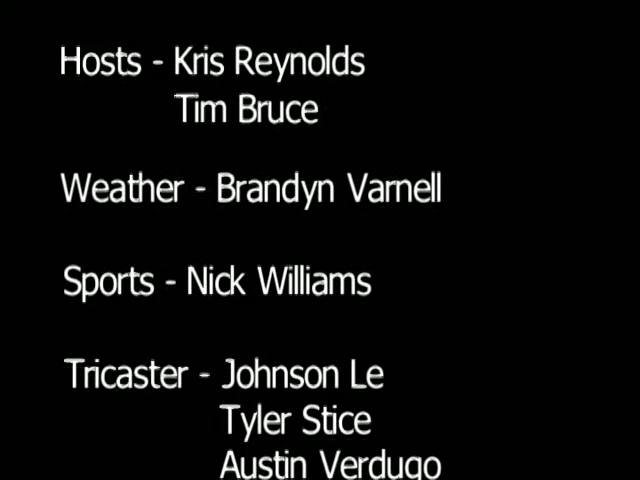 Hosts - Kris Reynolds
Tim Bruce
Weather - Brandyn Varnell
Sports - Nick Williams
Tricaster - Johnson Le
Tyler Stice
Austin Verdugo